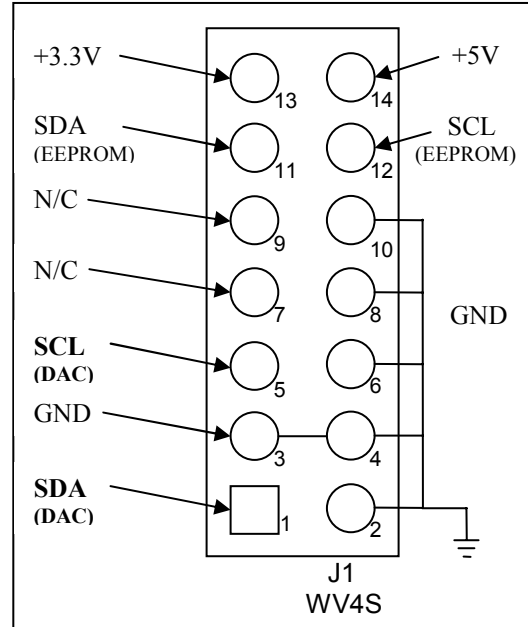 +3.3V
+5V
13
14
SDA
(EEPROM)
SCL
(EEPROM)
11
12
N/C
9
10
N/C
7
8
GND
SCL
(DAC)
5
6
GND
3
4
SDA
(DAC)
1
2
J1
WV4S